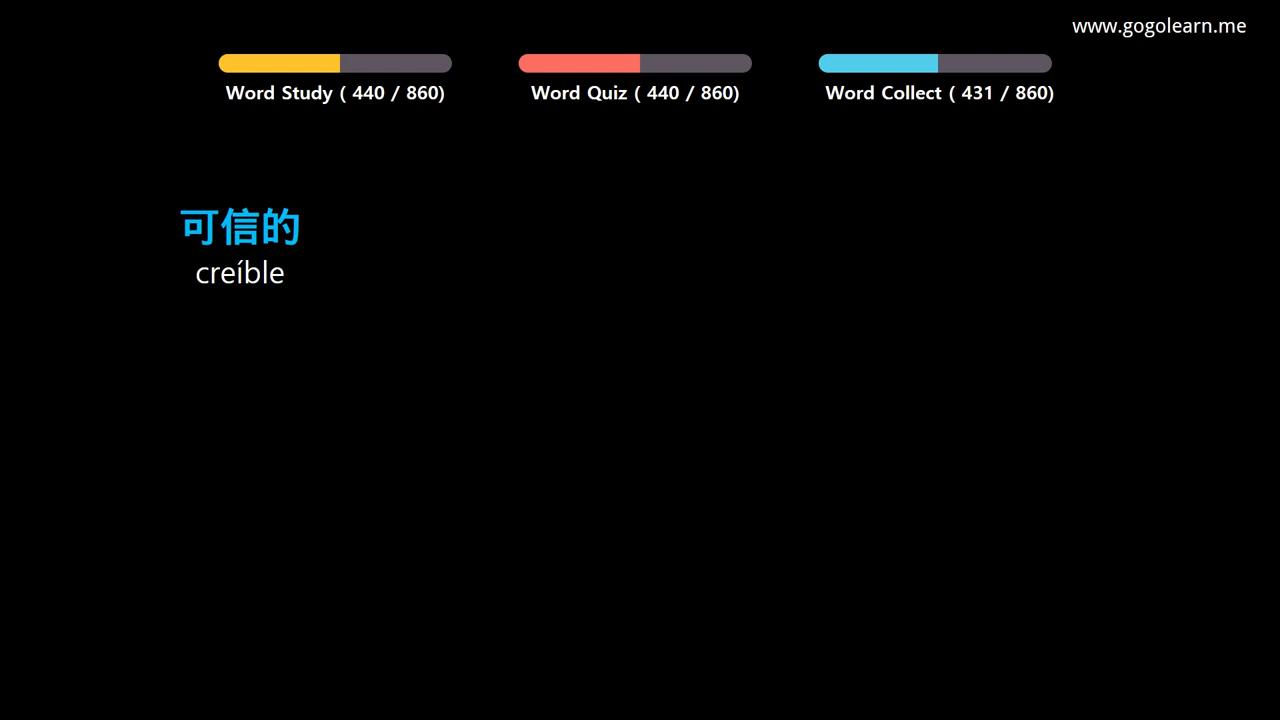 www.gogolearn.me
Word Study ( 440 / 860)
Word Quiz ( 440 / 860)
Word Collect ( 431 / 860)
可信的
creíble